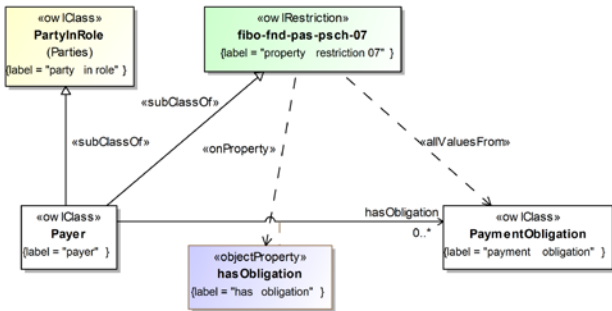 «owlClass»
PartyInRole
(Parties)
{label = "party in role" }
«owlRestriction»
fibo-fnd-pas-psch-07
{label = "property restriction 07" }
«subClassOf»
«subClassOf»
«onProperty»
«allValuesFrom»
«owlClass»
Payer
{label = "payer" }
hasObligation
0..*
«owlClass»
PaymentObligation
{label = "payment obligation" }
«objectProperty»
hasObligation
{label = "has obligation" }